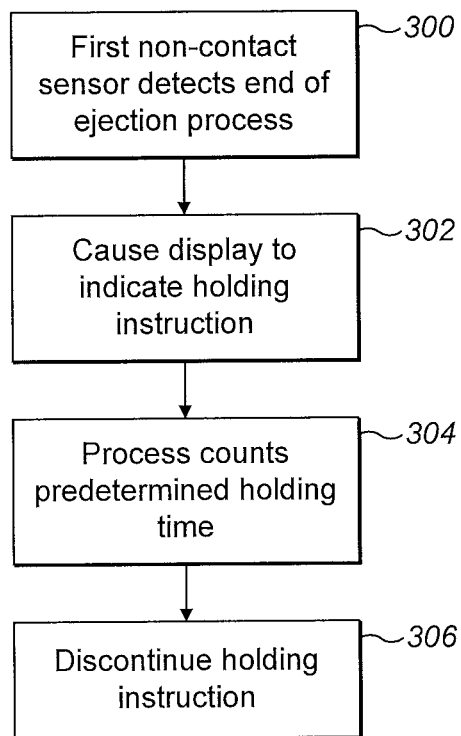 First non-contact
sensor detects end of
ejection process
300
Cause display to
indicate holding
instruction
302
Process counts
predetermined holding
time
304
Discontinue holding
instruction
306